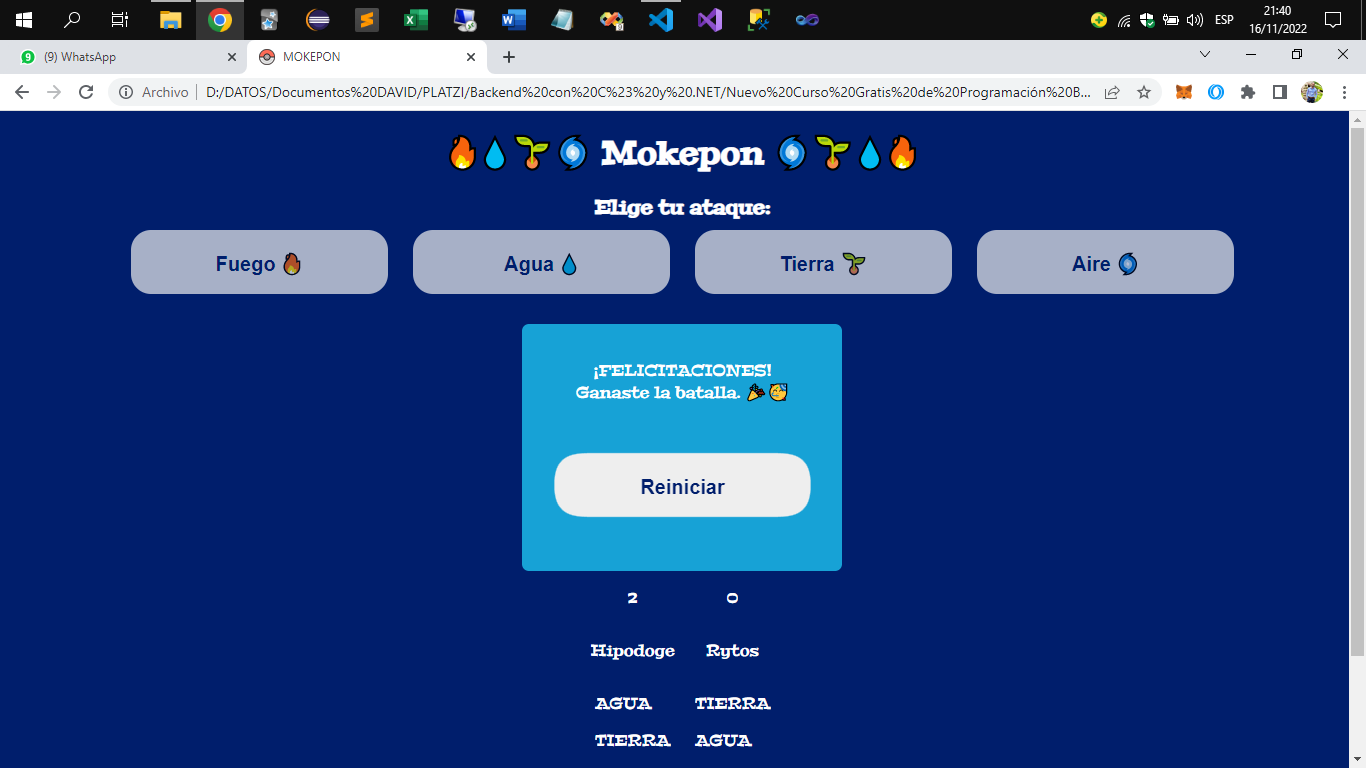 ESP
21:40
16/11/2022
9
(9) WhatsApp
MOKEPON
Archivo
D:/DATOS/Documentos%20DAVID/PLATZI/Backend%20con%20C%23%20y%20.NET/Nuevo%20Curso%20Gratis%20de%20Programación%20B...
Mokepon
Elige tu ataque:
Fuego
Agua
Tierra
Aire
¡FELICITACIONES!
Ganaste la batalla.
Reiniciar
2 0
Hipodoge Rytos
AGUA TIERRA
TIERRA AGUA